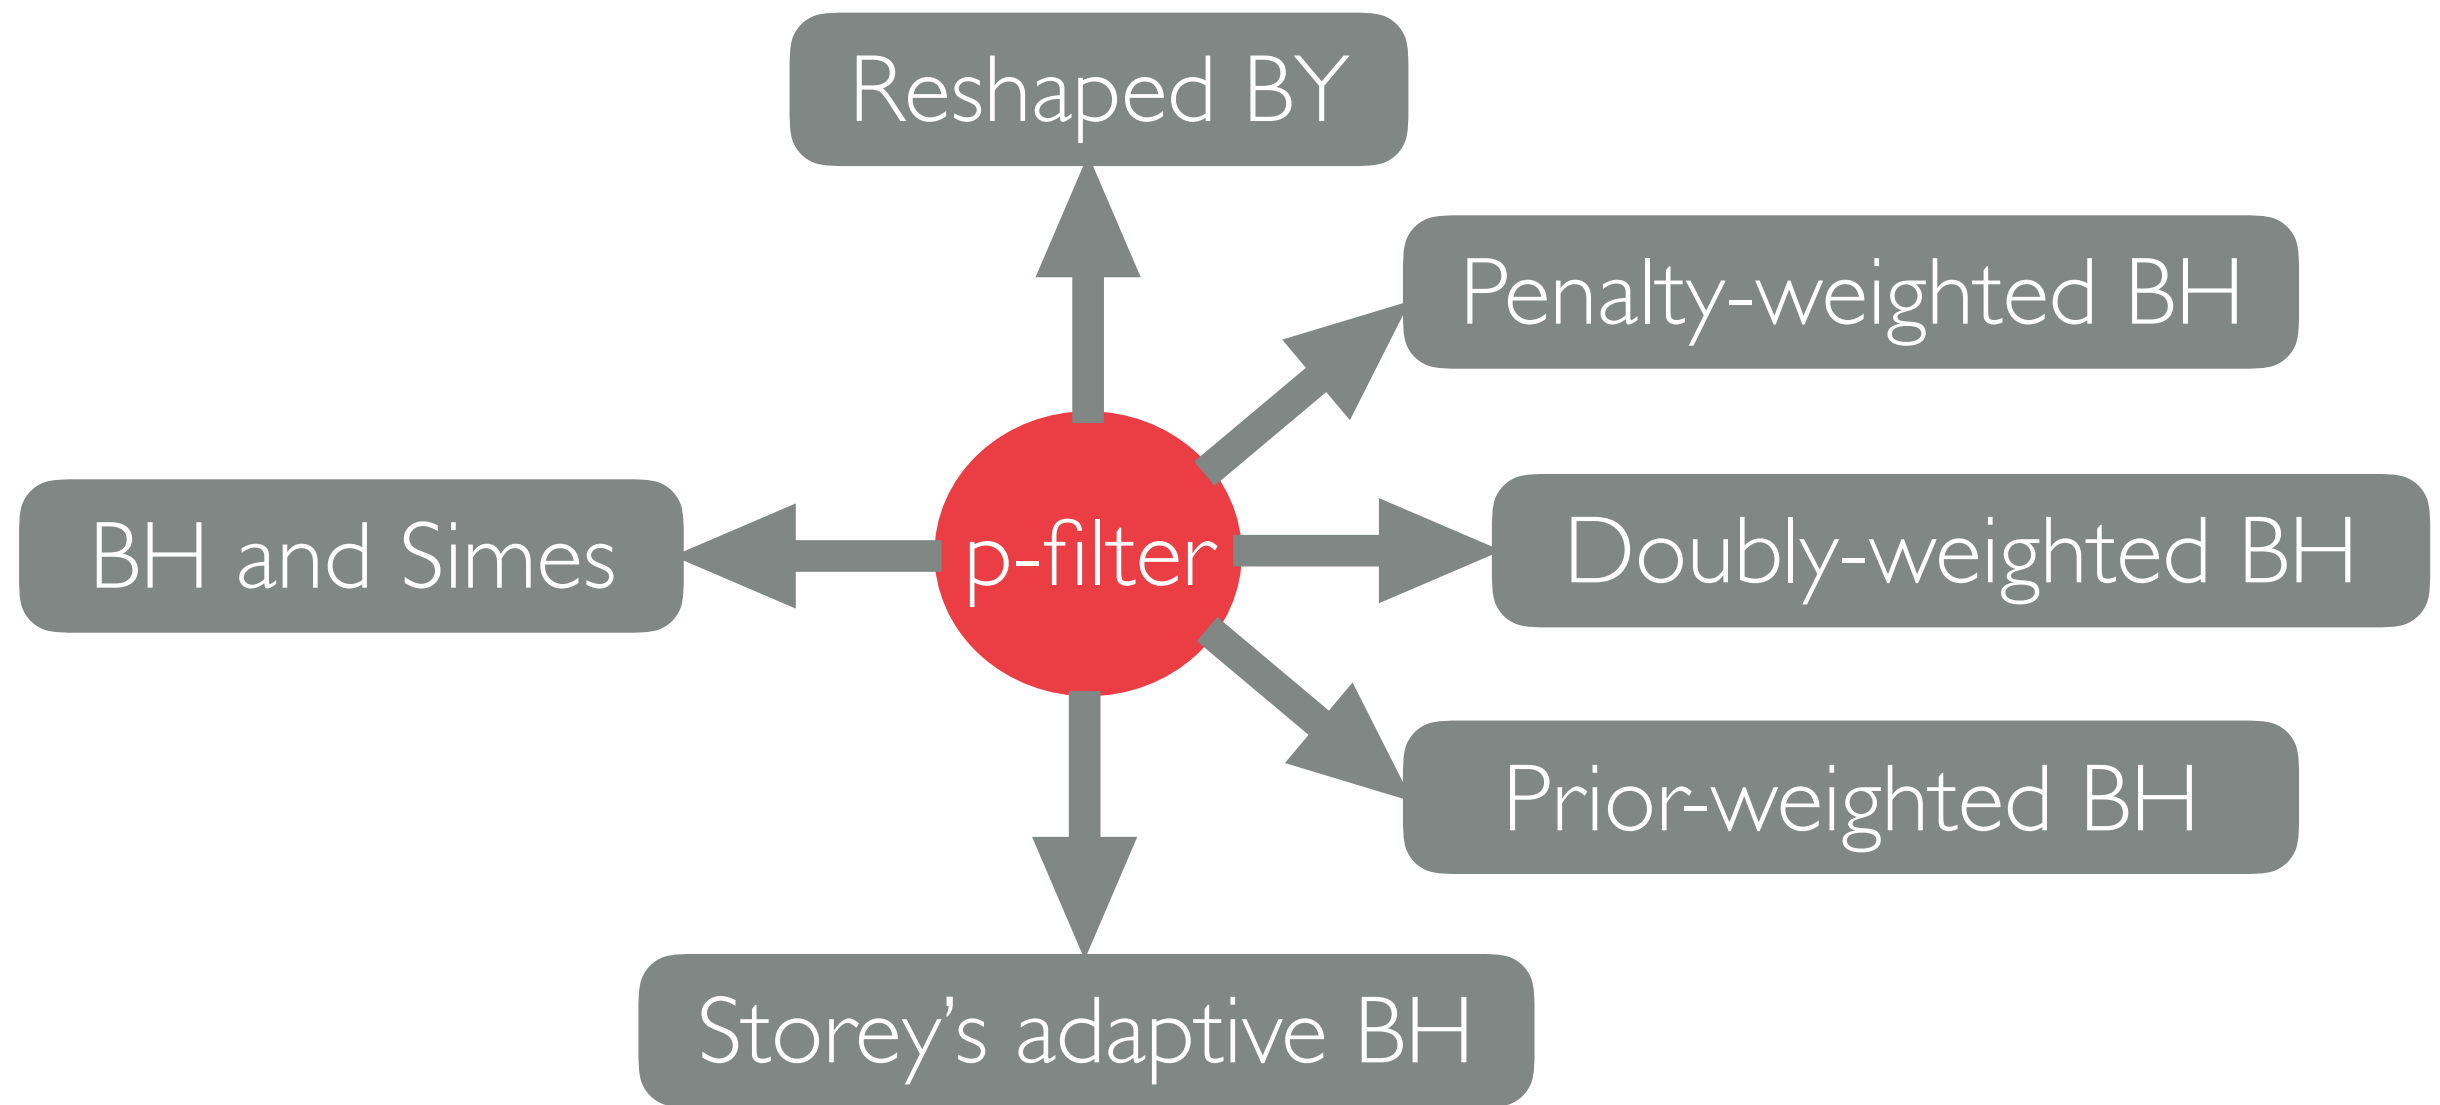 Reshaped BY
Penalty-weighted BH
BH and Simes
p-filter
Doubly-weighted BH
Prior-weighted BH
Storey’s adaptive BH